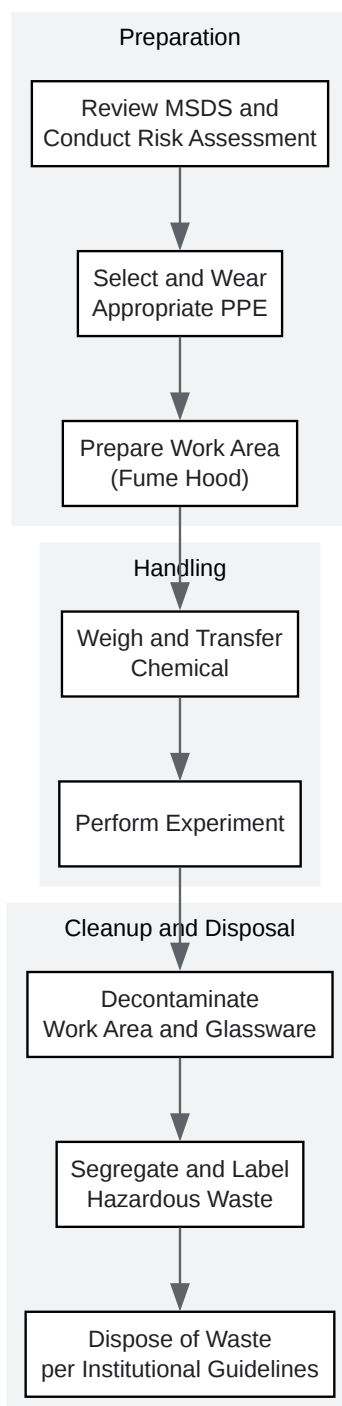 Preparation
Review MSDS and
Conduct Risk Assessment
Select and Wear
Appropriate PPE
Prepare Work Area
(Fume Hood)
Handling
Weigh and Transfer
Chemical
Perform Experiment
Cleanup and Disposal
Decontaminate
Work Area and Glassware
Segregate and Label
Hazardous Waste
Dispose of Waste
per Institutional Guidelines